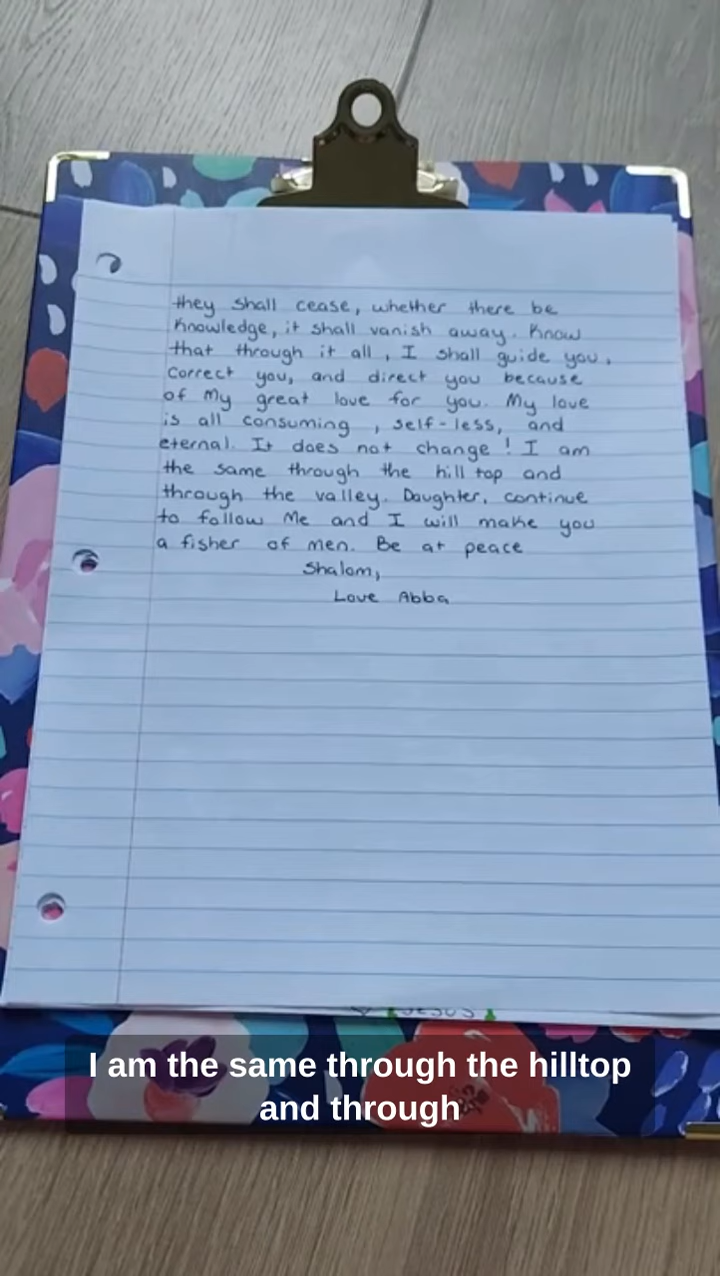 they shall cease, whether there be
knowledge, it shall vanish away. Know
that through it all, I shall guide you,
correct you, and direct you because
of My great love for you. My love
is all consuming, self-less, and
eternal. It does not change! I am
the same through the hill top and
through the valley. Daughter, continue
to follow Me and I will make you
a fisher of men. Be at peace
Shalom,
Love Abba
JESUS
I am the same through the hilltop
and through